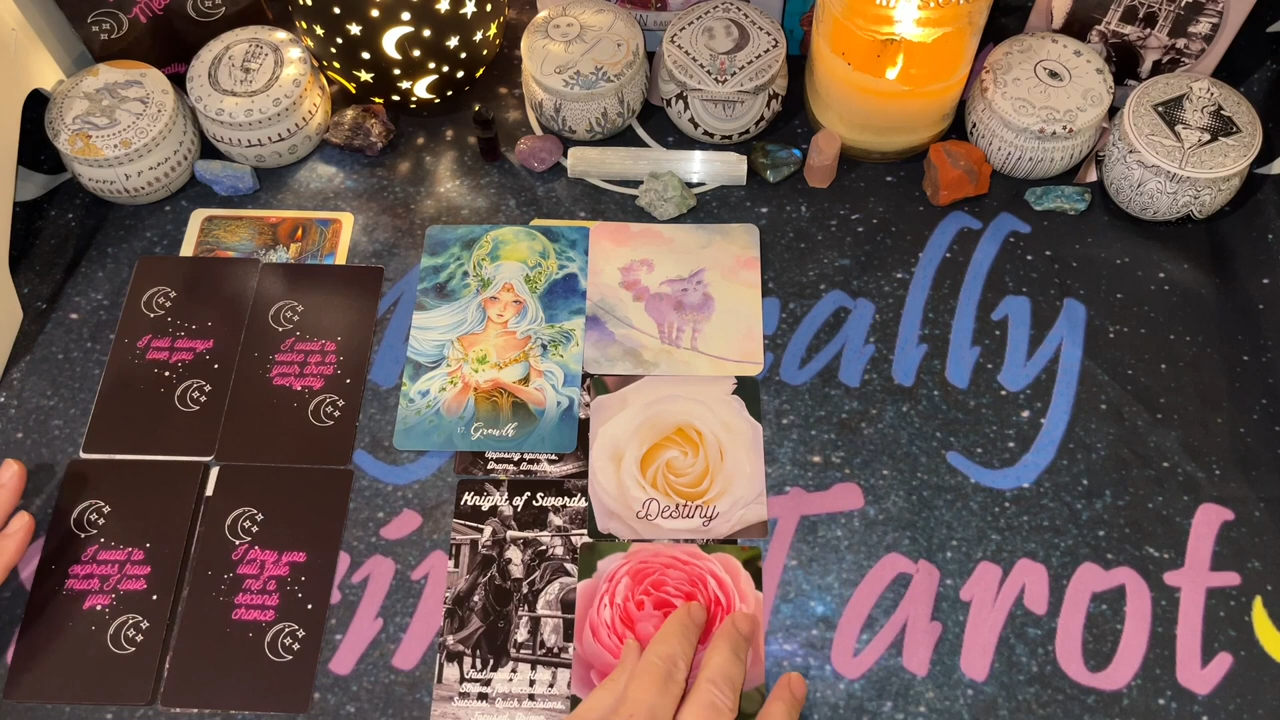 I will always
love you
I want to
wake up in
your arms
everyday
I want to
express how
much I love
you
I pray you
will give
me a
second
chance
17. Growth
Opposing opinions,
Drama, Ambition,
Knight of Swords
Fast moving, Hero,
Strives for excellence,
Success, Quick decisions,
Destiny
ally
Tarot